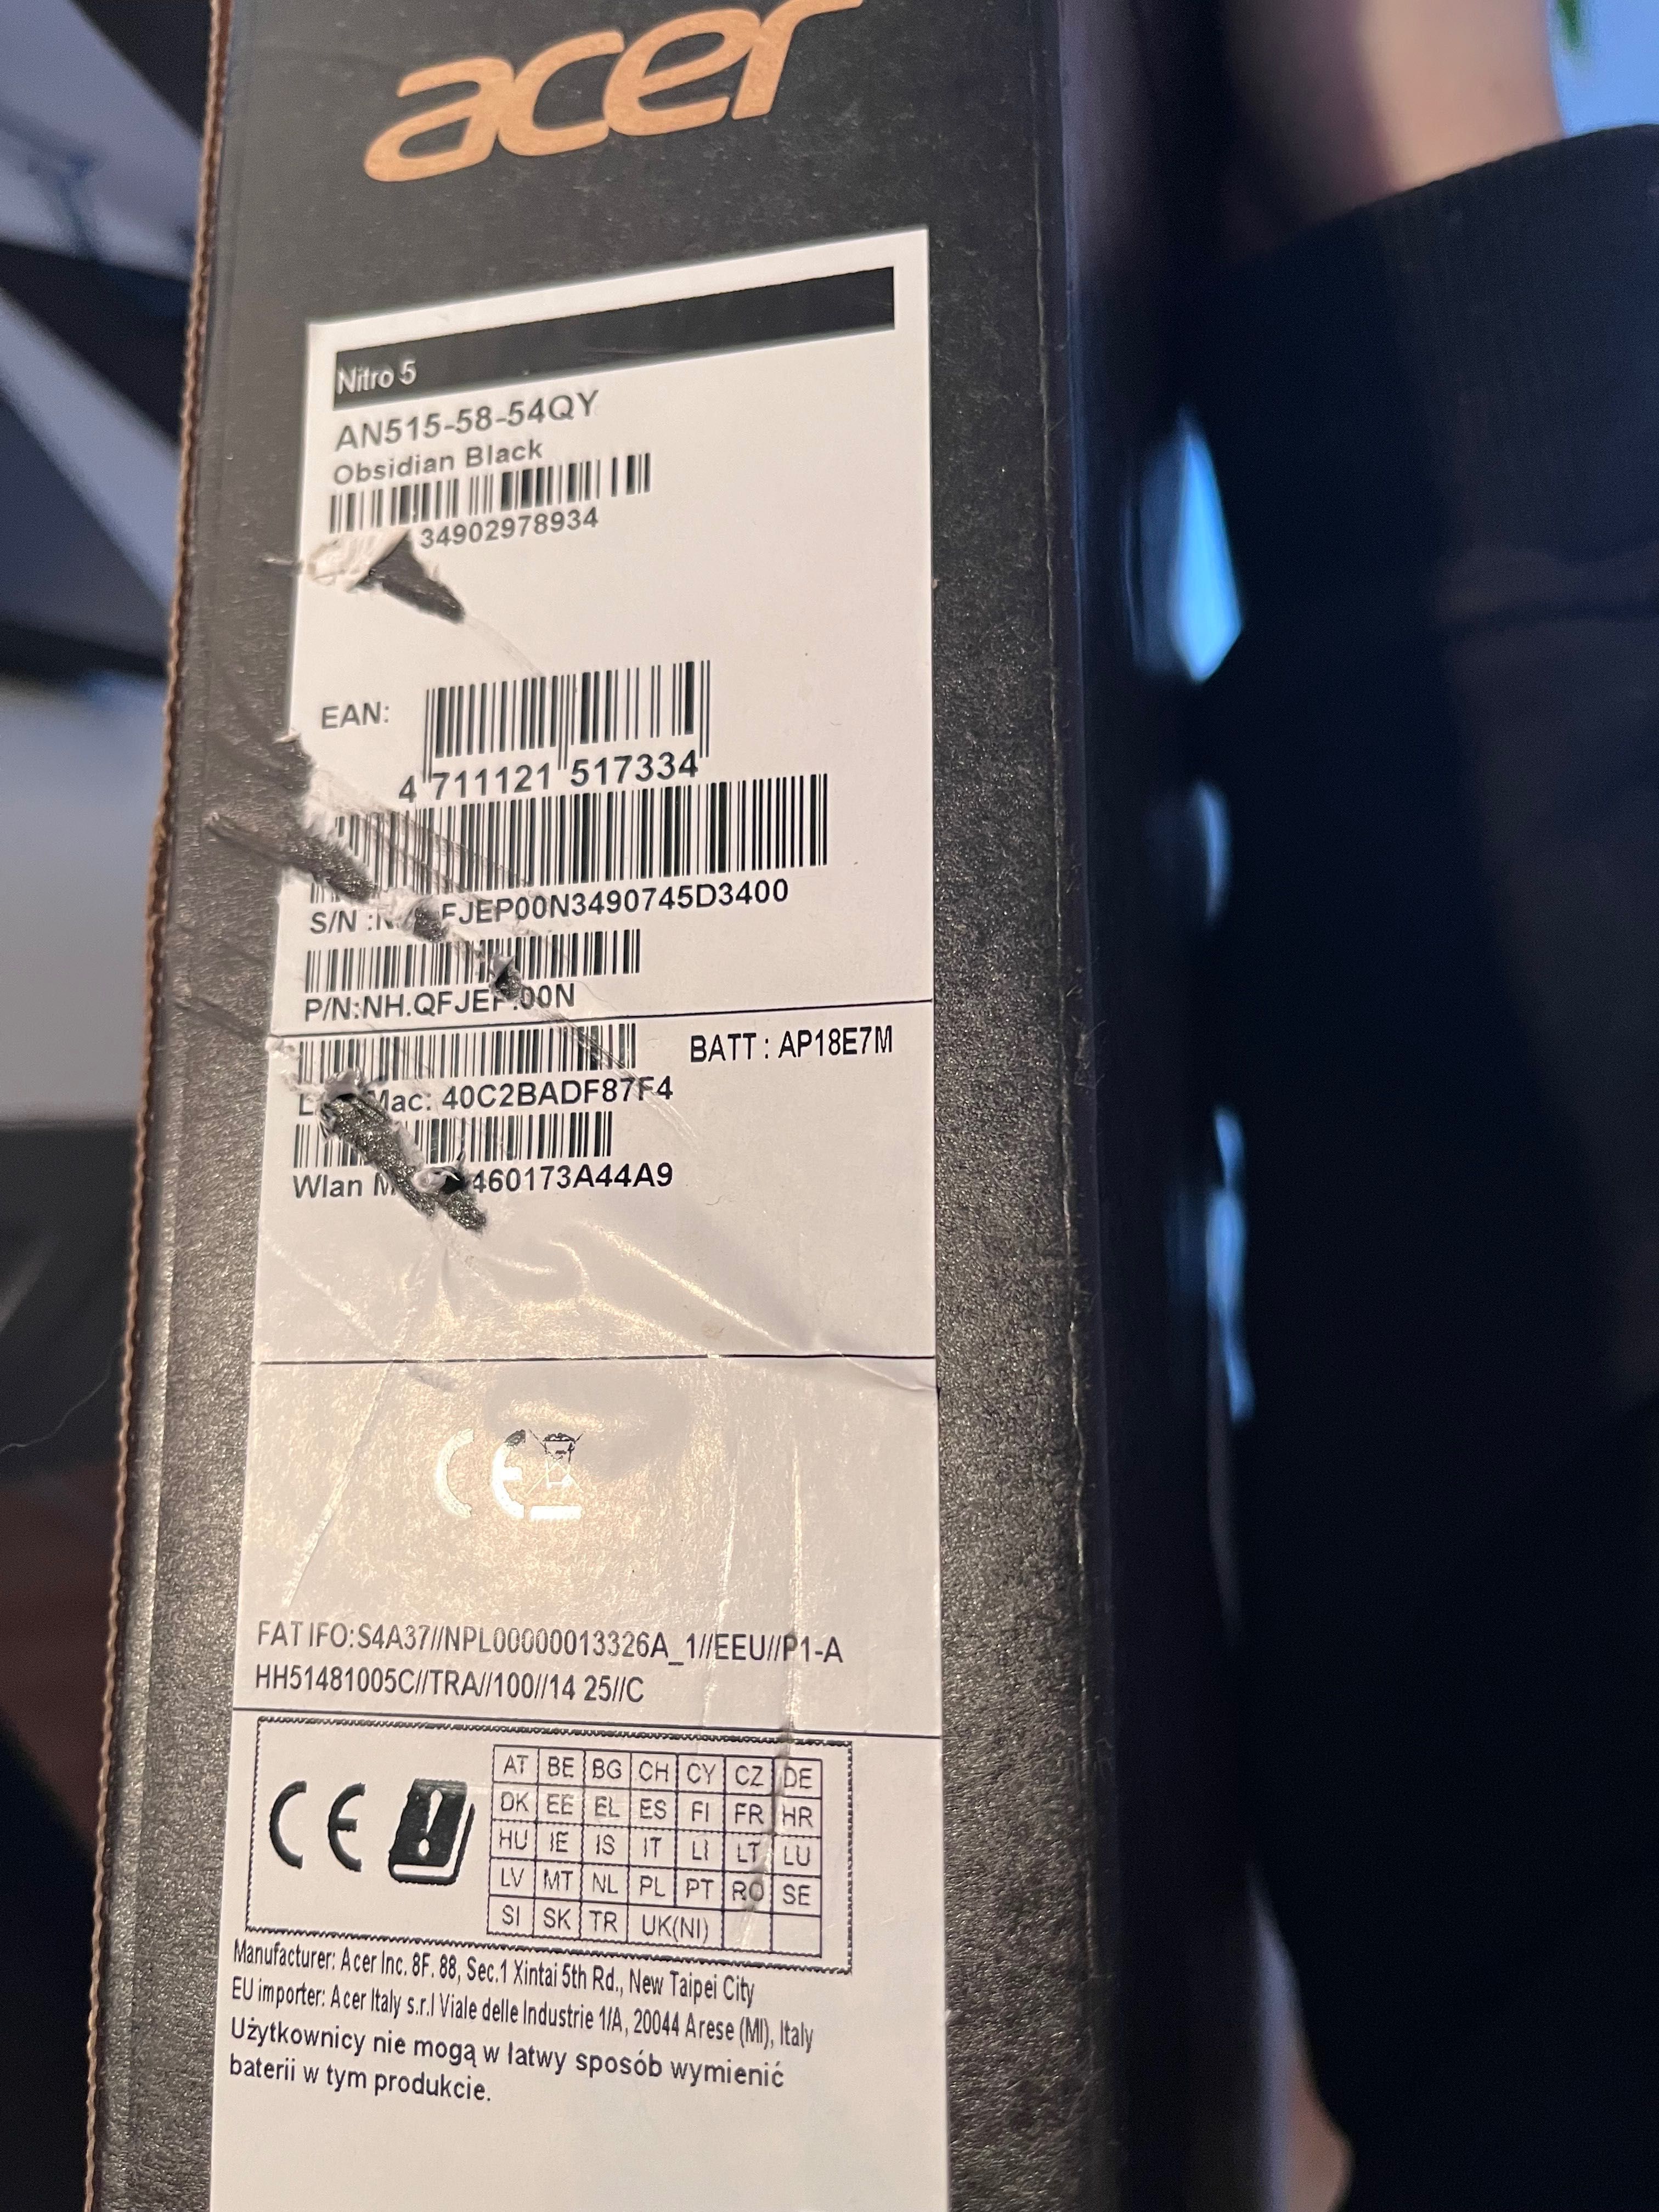 acer
Nitro 5
AN515-58-54QY
Obsidian Black
34902978934
EAN:
4 711121 517334
S/N : FJEP00N3490745D3400
P/N:NH.QFJEP.00N
BATT : AP18E7M
Mac: 40C2BADF87F4
Wlan 460173A44A9
CE
FAT IFO:S4A37//NPL00000013326A_1//EEU//P1-A
HH51481005C//TRA//100//14 25//C
CE
AT BE BG CH CY CZ DE
DK EE EL ES FI FR HR
HU IE IS IT LI LT LU
LV MT NL PL PT RO SE
SI SK TR UK(NI)
Manufacturer: Acer Inc. 8F. 88, Sec.1 Xintai 5th Rd., New Taipei City
EU importer: Acer Italy s.r.l Viale delle Industrie 1/A, 20044 Arese (MI), Italy
Użytkownicy nie mogą w łatwy sposób wymienić
baterii w tym produkcie.